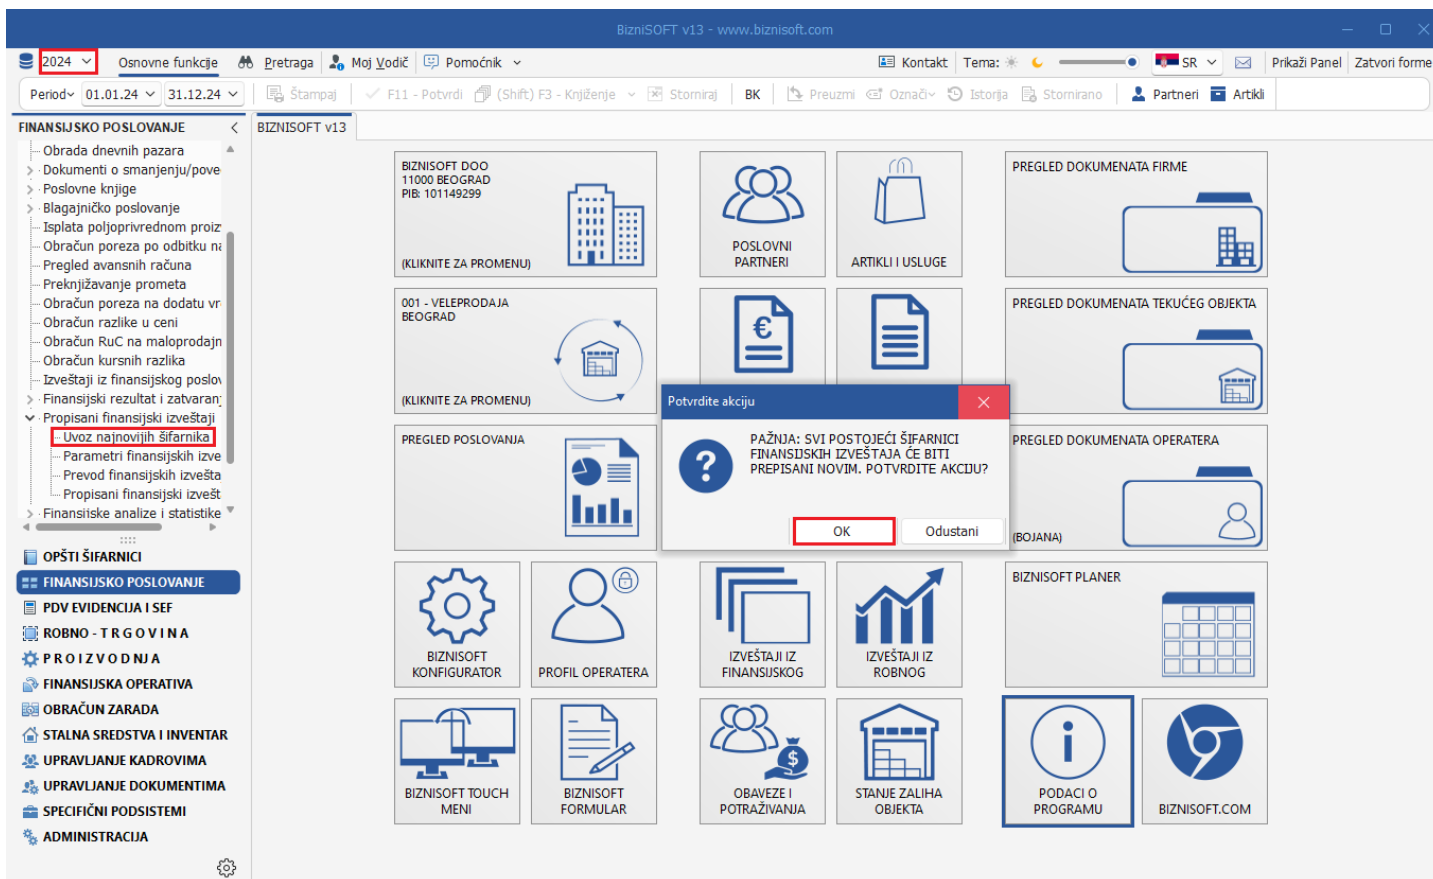 BizniSOFT v13 - www.biznisoft.com
2024 Osnovne funkcije Pretraga Moj Vodič Pomoćnik Kontakt Tema: SR Prikaži Panel Zatvori forme
Period 01.01.24 31.12.24 Štampaj F11 - Potvrdi (Shift) F3 - Knjiženje Storniraj BK Preuzmi Označi Istorija Stornirano Partneri Artikli
FINANSIJSKO POSLOVANJE
BIZNISOFT v13
Obrada dnevnih pazara
Dokumenti o smanjenju/pove
Poslovne knjige
Blagajničko poslovanje
Isplata poljoprivrednom proiz
Obračun poreza po odbitku na
Pregled avansnih računa
Preknjižavanje prometa
Obračun poreza na dodatu vr
Obračun razlike u ceni
Obračun RuC na maloprodajn
Obračun kursnih razlika
Izveštaji iz finansijskog poslov
Finansijski rezultat i zatvaranj
Propisani finansijski izveštaji
Uvoz najnovijih šifarnika
Parametri finansijskih izve
Prevod finansijskih izvešta
Propisani finansijski izvešt
Finansijske analize i statistike
OPŠTI ŠIFARNICI
FINANSIJSKO POSLOVANJE
PDV EVIDENCIJA I SEF
ROBNO - T R G O V I N A
P R O I Z V O D NJ A
FINANSIJSKA OPERATIVA
OBRAČUN ZARADA
STALNA SREDSTVA I INVENTAR
UPRAVLJANJE KADROVIMA
UPRAVLJANJE DOKUMENTIMA
SPECIFIČNI PODSISTEMI
ADMINISTRACIJA
BIZNISOFT DOO
11000 BEOGRAD
PIB: 101149299
(KLIKNITE ZA PROMENU)
POSLOVNI
PARTNERI
ARTIKLI I USLUGE
PREGLED DOKUMENATA FIRME
001 - VELEPRODAJA
BEOGRAD
(KLIKNITE ZA PROMENU)
€
PREGLED DOKUMENATA TEKUĆEG OBJEKTA
Potvrdite akciju
PAŽNJA: SVI POSTOJEĆI ŠIFARNICI
FINANSIJSKIH IZVEŠTAJA ĆE BITI
PREPISANI NOVIM. POTVRDITE AKCIJU?
OK Odustani
PREGLED POSLOVANJA
PREGLED DOKUMENATA OPERATERA
(BOJANA)
BIZNISOFT
KONFIGURATOR
PROFIL OPERATERA
IZVEŠTAJI IZ
FINANSIJSKOG
IZVEŠTAJI IZ
ROBNOG
BIZNISOFT PLANER
BIZNISOFT TOUCH
MENI
BIZNISOFT
FORMULAR
OBAVEZE I
POTRAŽIVANJA
STANJE ZALIHA
OBJEKTA
PODACI O
PROGRAMU
BIZNISOFT.COM